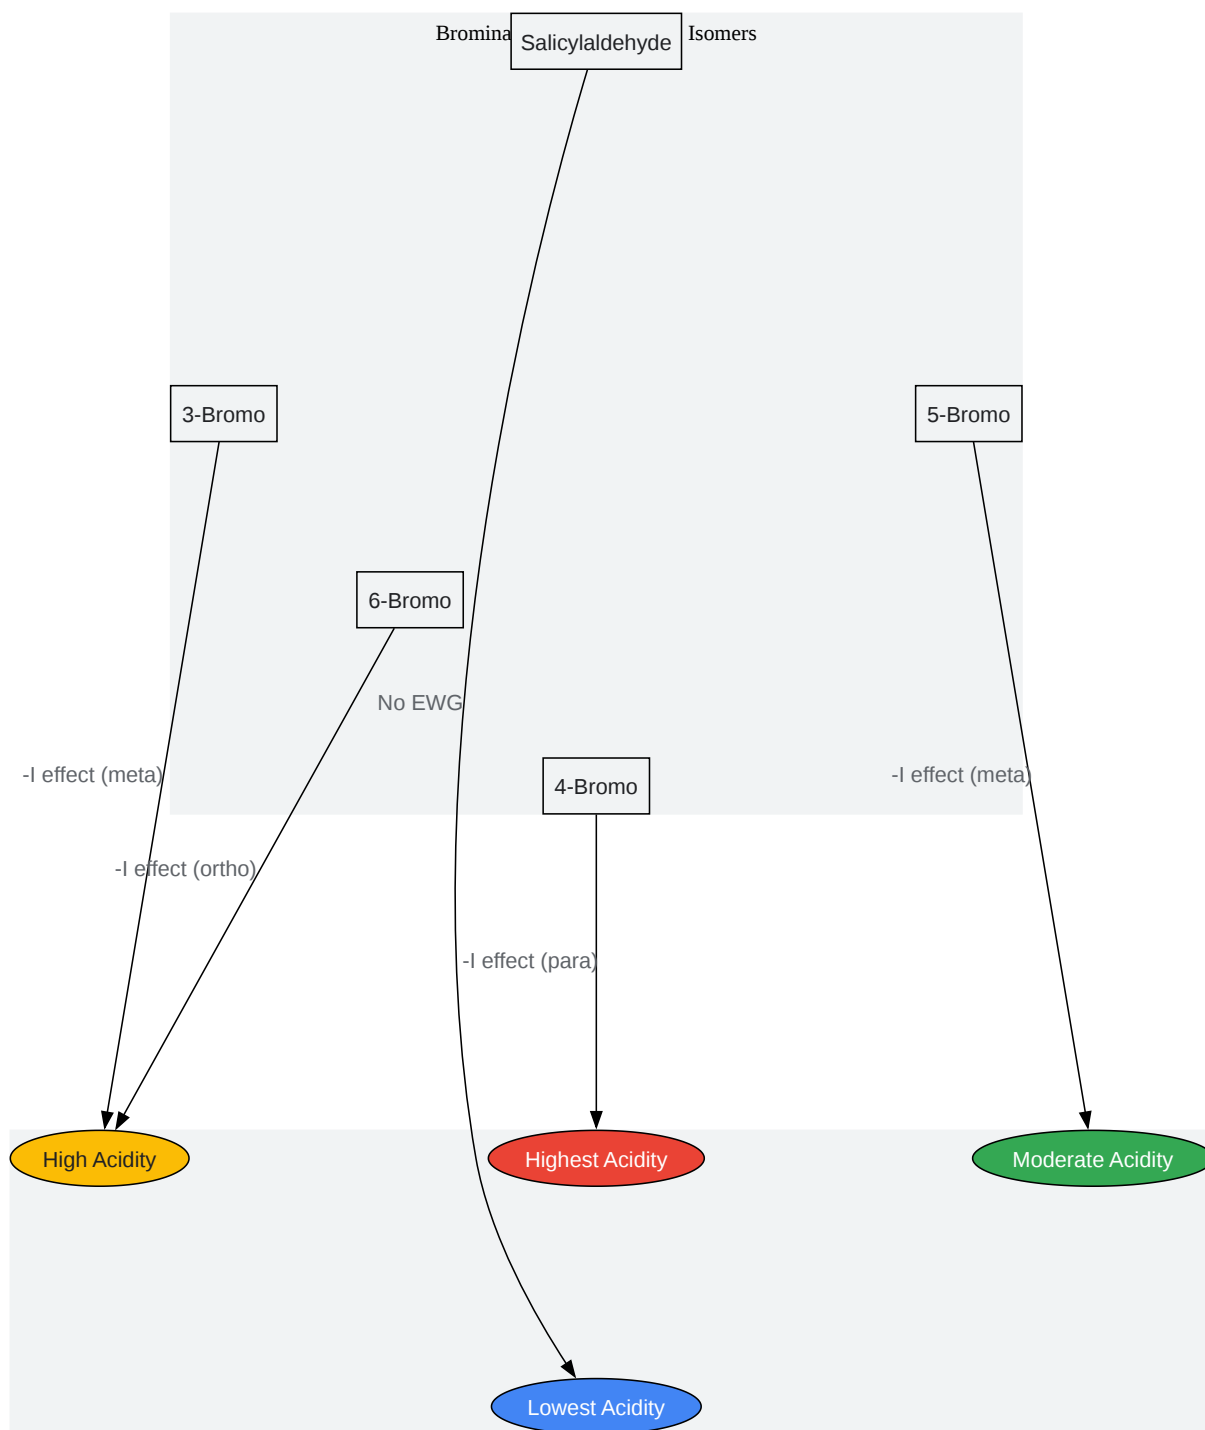 Bromina
Salicylaldehyde
Isomers
3-Bromo
5-Bromo
6-Bromo
No EWG
-I effect (meta)
4-Bromo
-I effect (meta)
-I effect (ortho)
-I effect (para)
High Acidity
Highest Acidity
Moderate Acidity
Lowest Acidity